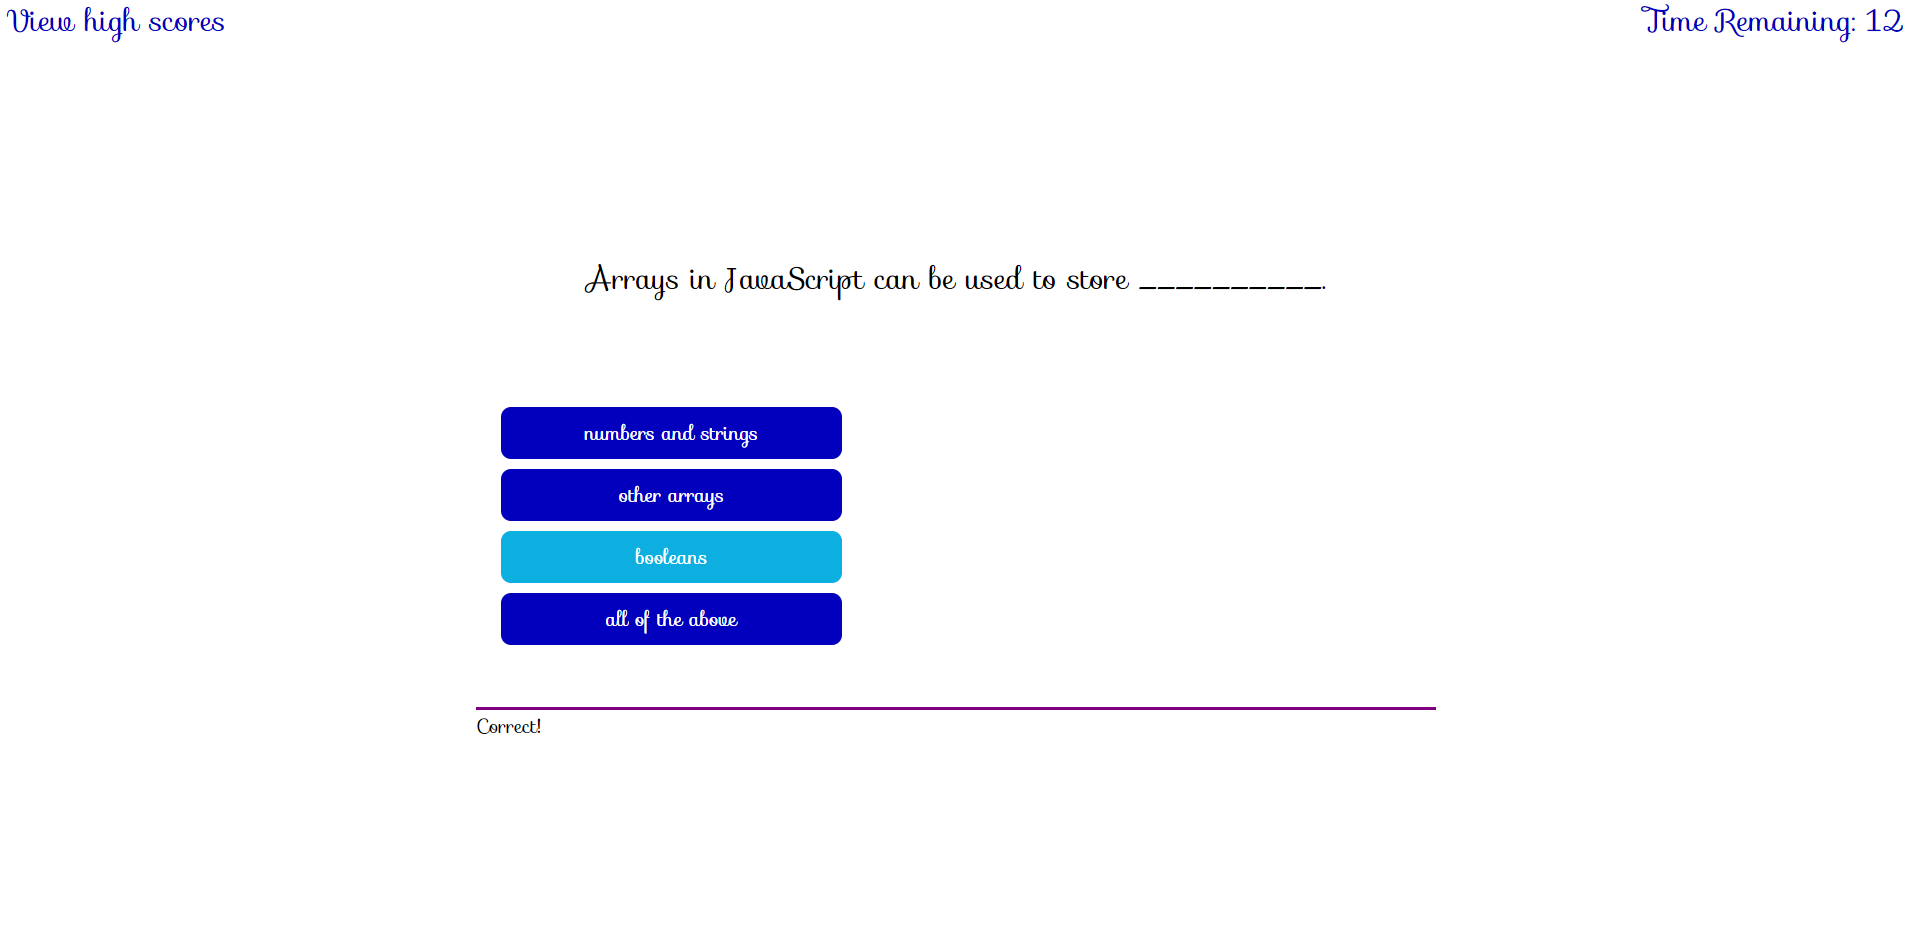 View high scores
Time Remaining: 12
Arrays in JavaScript can be used to store __________.
numbers and strings
other arrays
booleans
all of the above
Correct!